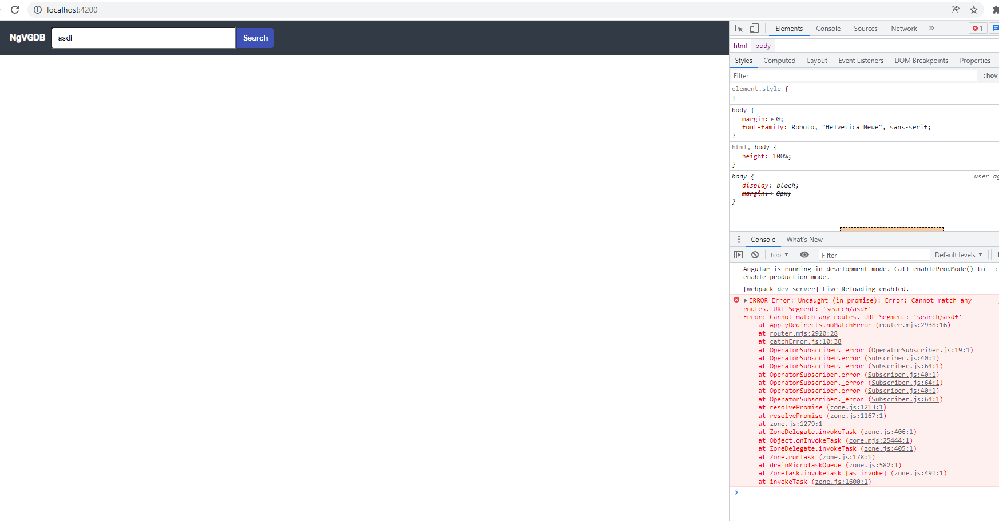 localhost:4200
NgVGDB asdf Search
Elements Console Sources Network » 1
html body
Styles Computed Layout Event Listeners DOM Breakpoints Properties
Filter :hov
element.style {
}
body {
margin: 0;
font-family: Roboto, "Helvetica Neue", sans-serif;
}
html, body {
height: 100%;
}
body { user ag
display: block;
margin: 8px;
}
Console What's New
top Filter Default levels 1
Angular is running in development mode. Call enableProdMode() to c
enable production mode.
[webpack-dev-server] Live Reloading enabled.
ERROR Error: Uncaught (in promise): Error: Cannot match any
routes. URL Segment: 'search/asdf'
Error: Cannot match any routes. URL Segment: 'search/asdf'
at ApplyRedirects.noMatchError (router.mjs:2938:16)
at router.mjs:2920:28
at catchError.js:10:38
at OperatorSubscriber._error (OperatorSubscriber.js:19:1)
at OperatorSubscriber.error (Subscriber.js:40:1)
at OperatorSubscriber._error (Subscriber.js:64:1)
at OperatorSubscriber.error (Subscriber.js:40:1)
at OperatorSubscriber._error (Subscriber.js:64:1)
at OperatorSubscriber.error (Subscriber.js:40:1)
at OperatorSubscriber._error (Subscriber.js:64:1)
at resolvePromise (zone.js:1213:1)
at resolvePromise (zone.js:1167:1)
at zone.js:1279:1
at ZoneDelegate.invokeTask (zone.js:406:1)
at Object.onInvokeTask (core.mjs:25444:1)
at ZoneDelegate.invokeTask (zone.js:405:1)
at Zone.runTask (zone.js:178:1)
at drainMicroTaskQueue (zone.js:582:1)
at ZoneTask.invokeTask [as invoke] (zone.js:491:1)
at invokeTask (zone.js:1600:1)